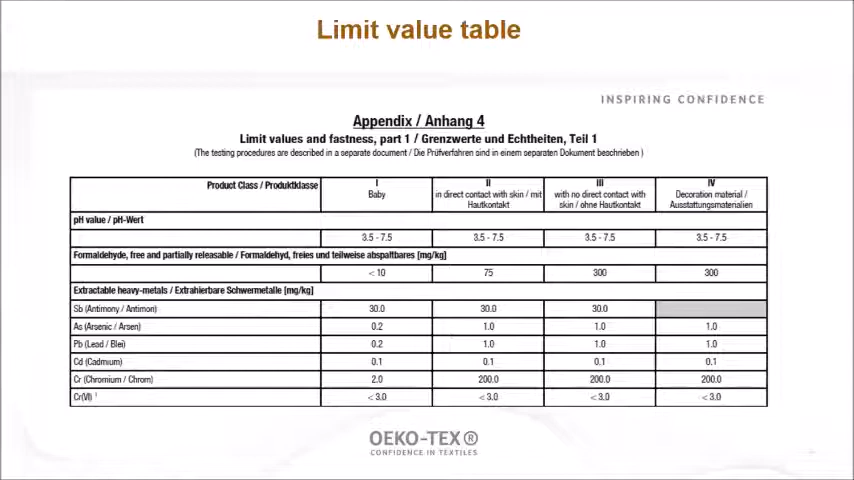 Limit value table
INSPIRING CONFIDENCE
Appendix / Anhang 4
Limit values and fastness, part 1 / Grenzwerte und Echtheiten, Teil 1
(The testing procedures are described in a separate document / Die Prüfverfahren sind in einem separaten Dokument beschrieben )
Product Class / Produktklasse I II III IV
Baby in direct contact with skin / mit with no direct contact with Decoration material /
Hautkontakt skin / ohne Hautkontakt Ausstattungsmaterialien
pH value / pH-Wert
3.5 - 7.5 3.5 - 7.5 3.5 - 7.5 3.5 - 7.5
Formaldehyde, free and partially releasable / Formaldehyd, freies und teilweise abspaltbares [mg/kg]
< 10 75 300 300
Extractable heavy-metals / Extrahierbare Schwermetalle [mg/kg]
Sb (Antimony / Antimon) 30.0 30.0 30.0
As (Arsenic / Arsen) 0.2 1.0 1.0 1.0
Pb (Lead / Blei) 0.2 1.0 1.0 1.0
Cd (Cadmium) 0.1 0.1 0.1 0.1
Cr (Chromium / Chrom) 2.0 200.0 200.0 200.0
Cr(VI) ¹ < 3.0 < 3.0 < 3.0 < 3.0
OEKO-TEX®
CONFIDENCE IN TEXTILES